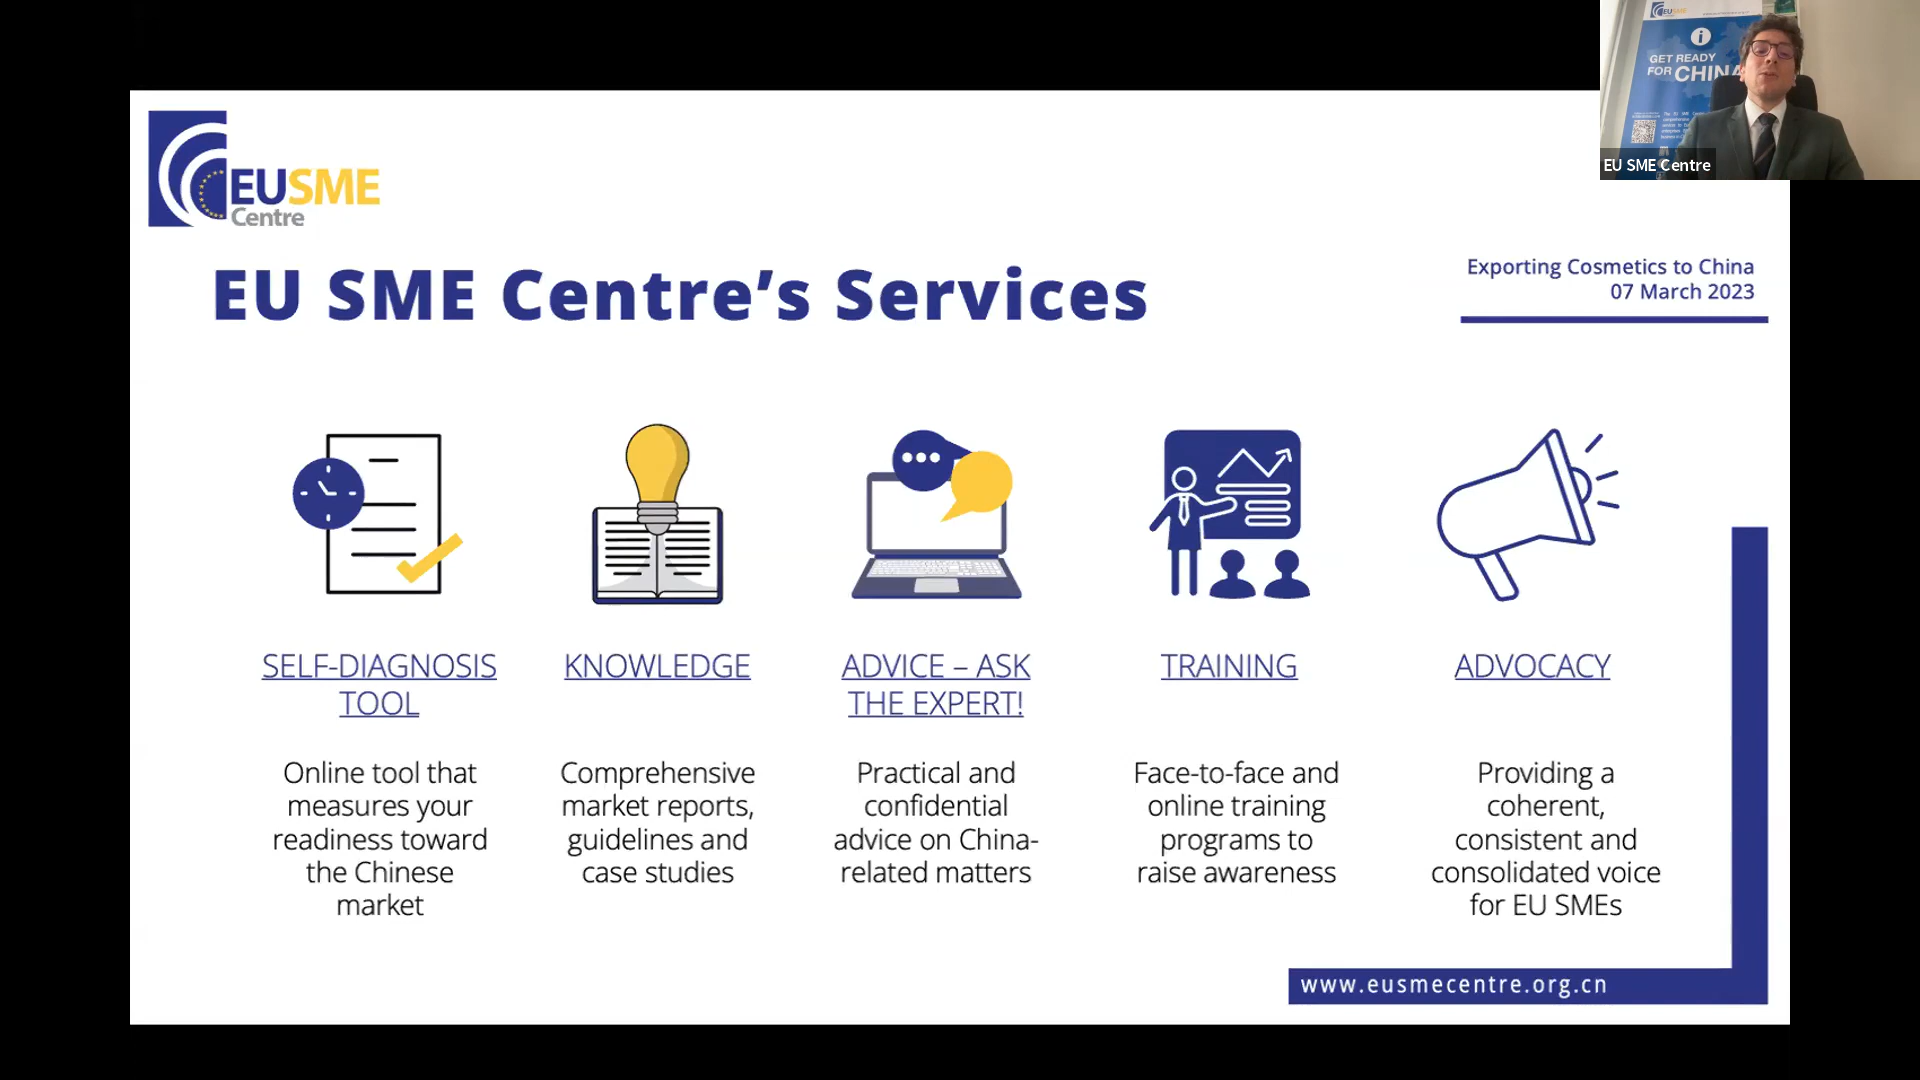 EUSME
Centre
EU SME Centre's Services
Exporting Cosmetics to China
07 March 2023
SELF-DIAGNOSIS
TOOL
Online tool that
measures your
readiness toward
the Chinese
market
KNOWLEDGE
Comprehensive
market reports,
guidelines and
case studies
ADVICE – ASK
THE EXPERT!
Practical and
confidential
advice on China-
related matters
TRAINING
Face-to-face and
online training
programs to
raise awareness
ADVOCACY
Providing a
coherent,
consistent and
consolidated voice
for EU SMEs
www.eusmecentre.org.cn
EUSME
GET READY
FOR CHINA
EU SME Centre